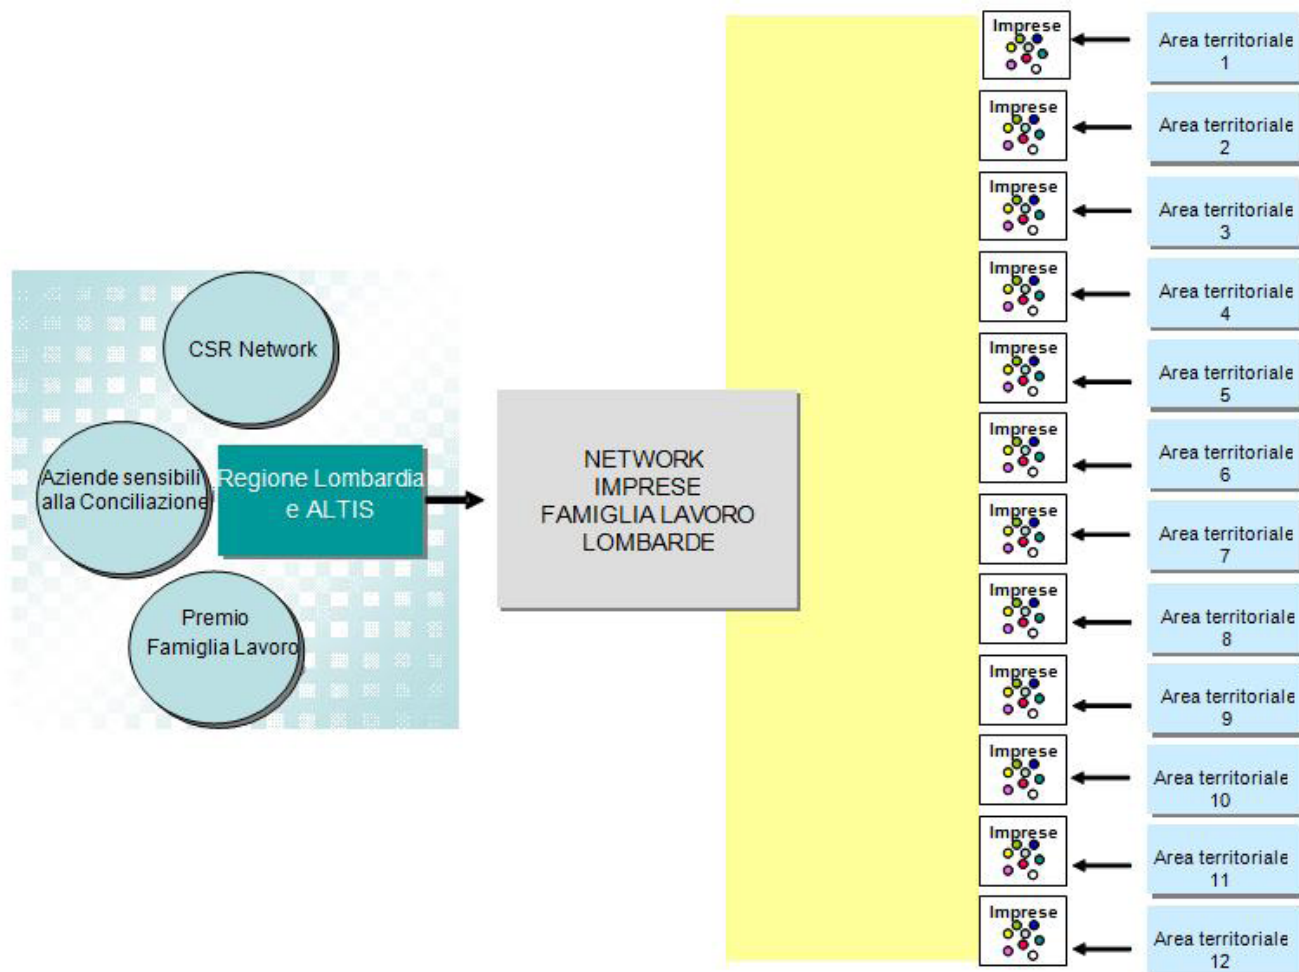 CSR Network
Aziende sensibili
alla Conciliazione
Regione Lombardia
e ALTIS
Premio
Famiglia Lavoro
NETWORK
IMPRESE
FAMIGLIA LAVORO
LOMBARDE
Imprese
Area territoriale
1
Imprese
Area territoriale
2
Imprese
Area territoriale
3
Imprese
Area territoriale
4
Imprese
Area territoriale
5
Imprese
Area territoriale
6
Imprese
Area territoriale
7
Imprese
Area territoriale
8
Imprese
Area territoriale
9
Imprese
Area territoriale
10
Imprese
Area territoriale
11
Imprese
Area territoriale
12